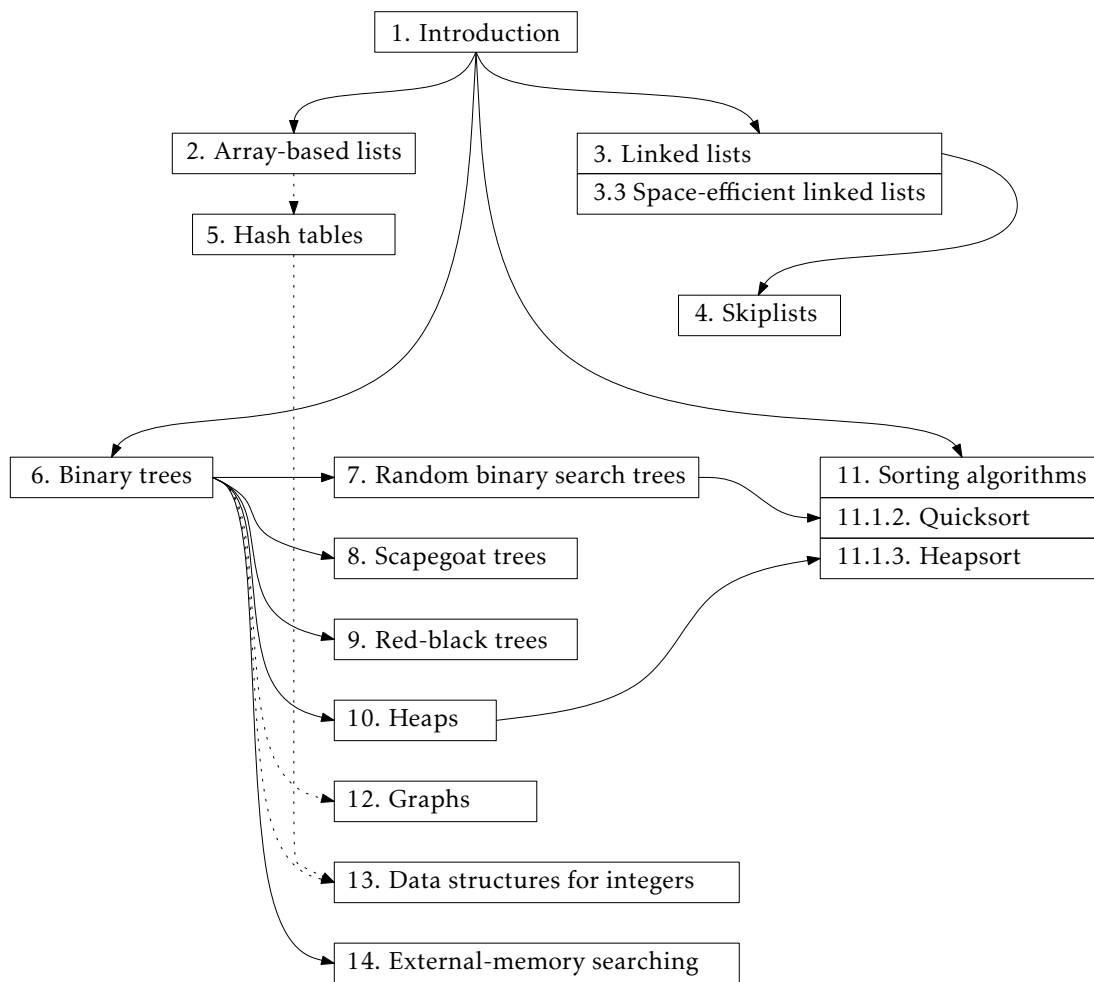 1. Introduction
2. Array-based lists
3. Linked lists
3.3 Space-efficient linked lists
5. Hash tables
4. Skiplists
6. Binary trees
7. Random binary search trees
11. Sorting algorithms
11.1.2. Quicksort
8. Scapegoat trees
11.1.3. Heapsort
9. Red-black trees
10. Heaps
12. Graphs
13. Data structures for integers
14. External-memory searching